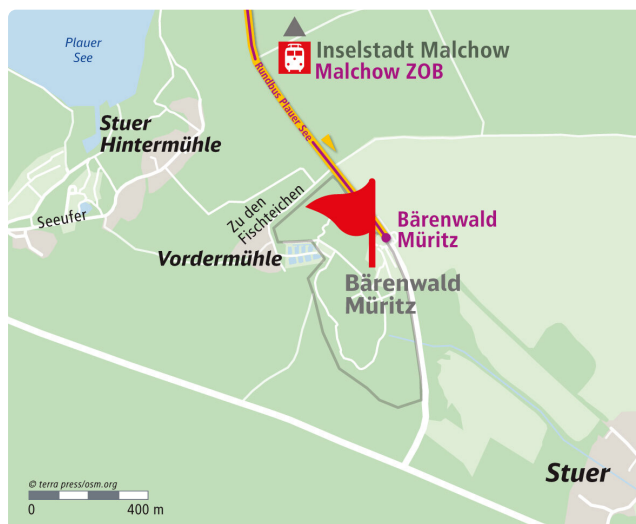 Plauer
See
Inselstadt Malchow
Malchow ZOB
Rundbus Plauer See
Stuer
Hintermühle
Seeufer
Zu den
Fischteichen
Vordermühle
Bärenwald
Müritz
Bärenwald
Müritz
Stuer
© terra press/osm.org
0 400 m